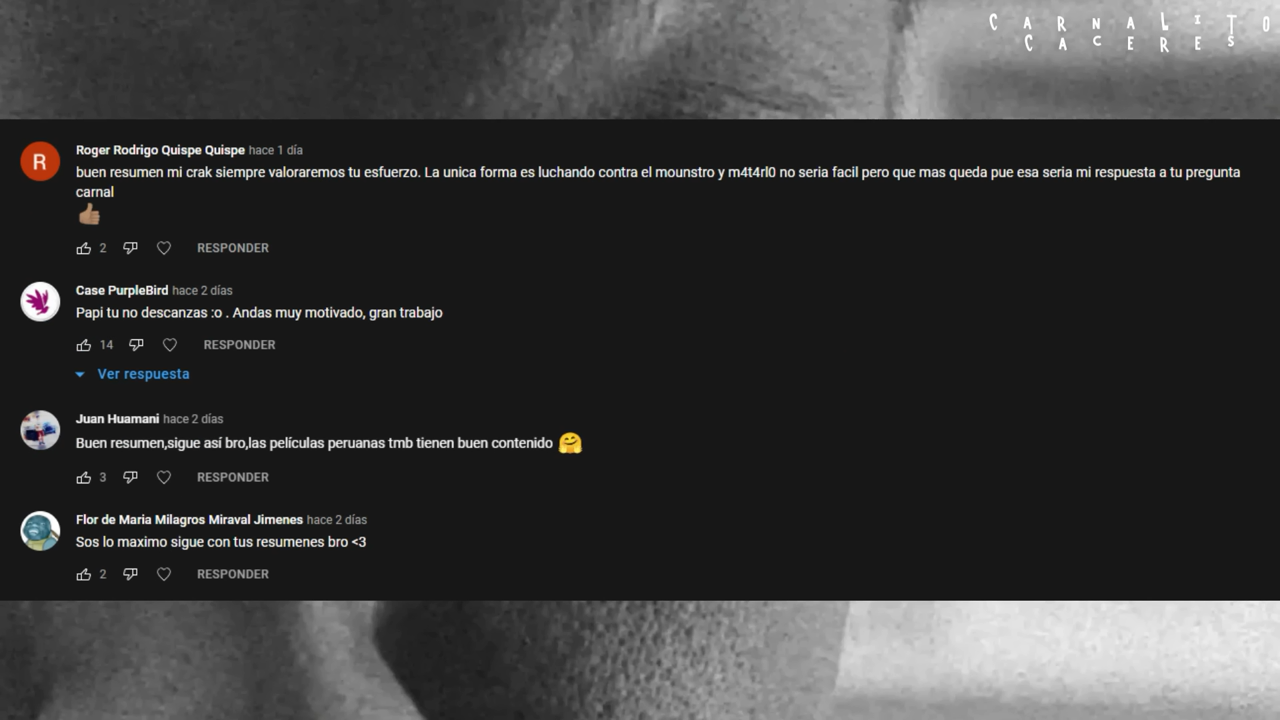 CARNALITO
CACERES
R
Roger Rodrigo Quispe Quispe hace 1 día
buen resumen mi crak siempre valoraremos tu esfuerzo. La unica forma es luchando contra el mounstro y m4t4rl0 no seria facil pero que mas queda pue esa seria mi respuesta a tu pregunta
carnal
👍🏽
2 RESPONDER
Case PurpleBird hace 2 días
Papi tu no descanzas :o . Andas muy motivado, gran trabajo
14 RESPONDER
Ver respuesta
Juan Huamani hace 2 días
Buen resumen,sigue así bro,las películas peruanas tmb tienen buen contenido 🤗
3 RESPONDER
Flor de Maria Milagros Miraval Jimenes hace 2 días
Sos lo maximo sigue con tus resumenes bro <3
2 RESPONDER